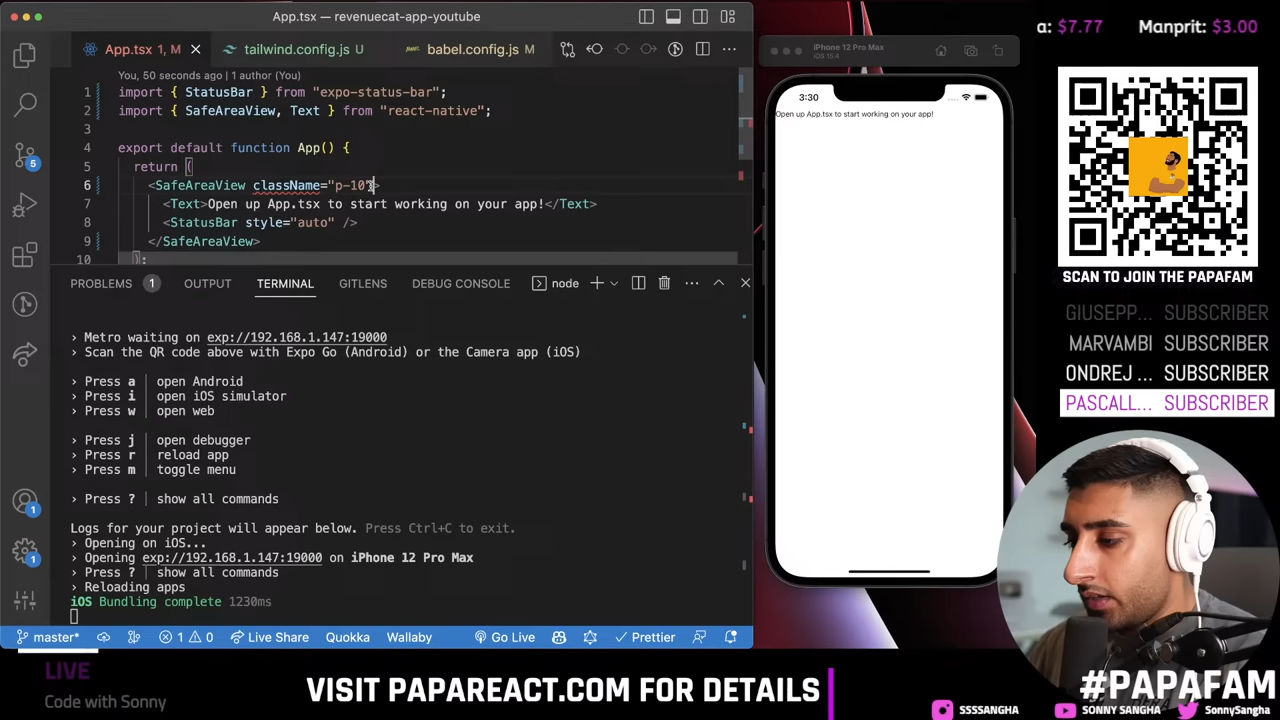 App.tsx — revenuecat-app-youtube
App.tsx 1, M
tailwind.config.js U
babel.config.js M
You, 50 seconds ago | 1 author (You)
1 import { StatusBar } from "expo-status-bar";
2 import { SafeAreaView, Text } from "react-native";
3
4 export default function App() {
5 return (
6 <SafeAreaView className="p-10">
7 <Text>Open up App.tsx to start working on your app!</Text>
8 <StatusBar style="auto" />
9 </SafeAreaView>
10 );
5
1
1
PROBLEMS 1 OUTPUT TERMINAL GITLENS DEBUG CONSOLE node
› Metro waiting on exp://192.168.1.147:19000
› Scan the QR code above with Expo Go (Android) or the Camera app (iOS)
› Press a │ open Android
› Press i │ open iOS simulator
› Press w │ open web
› Press j │ open debugger
› Press r │ reload app
› Press m │ toggle menu
› Press ? │ show all commands
Logs for your project will appear below. Press Ctrl+C to exit.
› Opening on iOS...
› Opening exp://192.168.1.147:19000 on iPhone 12 Pro Max
› Press ? │ show all commands
› Reloading apps
iOS Bundling complete 1230ms
master* 1 0 Live Share Quokka Wallaby Go Live Prettier
iPhone 12 Pro Max
iOS 15.4
3:30
Open up App.tsx to start working on your app!
a: $7.77 Manprit: $3.00
SCAN TO JOIN THE PAPAFAM
GIUSEPP... SUBSCRIBER
MARVAMBI SUBSCRIBER
ONDREJ ... SUBSCRIBER
PASCALL... SUBSCRIBER
LIVE
Code with Sonny
VISIT PAPAREACT.COM FOR DETAILS
#PAPAFAM
SSSSANGHA SONNY SANGHA SonnySangha